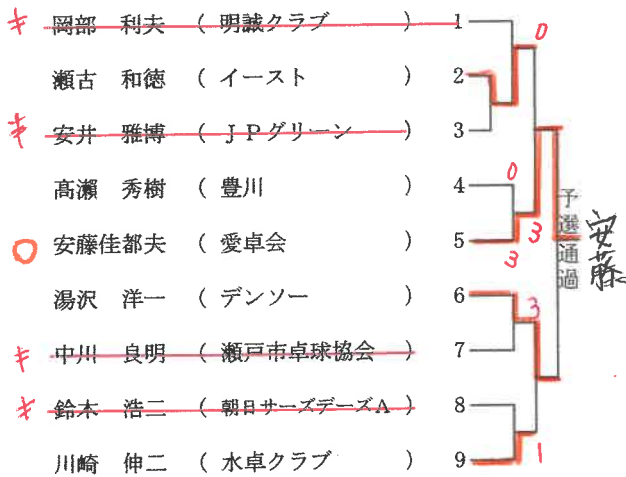 キ 岡部 利夫 ( 明誠クラブ ) 1 0
瀬古 和徳 ( イースト ) 2
キ 安井 雅博 ( JPグリーン ) 3
髙瀬 秀樹 ( 豊川 ) 4 0
○ 安藤佳都夫 ( 愛卓会 ) 5 3 3
湯沢 洋一 ( デンソー ) 6 3
キ 中川 良明 ( 瀬戸市卓球協会 ) 7
キ 鈴木 浩二 ( 朝日サーズデーズA ) 8
川崎 伸二 ( 水卓クラブ ) 9 1
予選通過
安藤